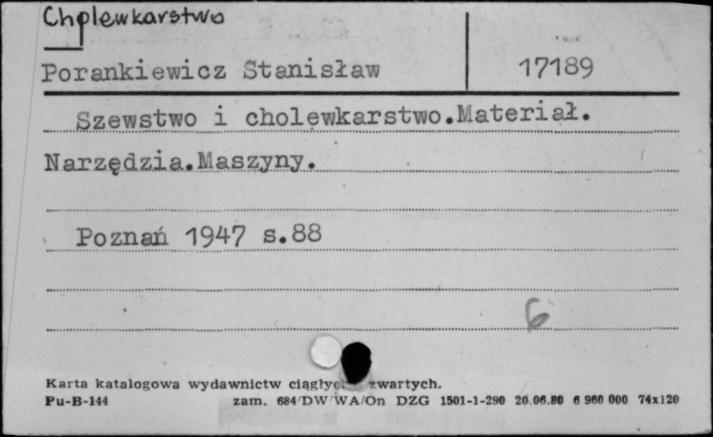 Cholewkarstwo
Porankiewicz Stanisław 17189
Szewstwo i cholewkarstwo.Materiał.
Narzędzia.Maszyny.
Poznań 1947 s.88
6
Karta katalogowa wydawnictw ciągłych zwartych.
Pu-B-144 zam. 684/DW WA/On DZG 1501-1-290 20.06.80 6 960 000 74x120